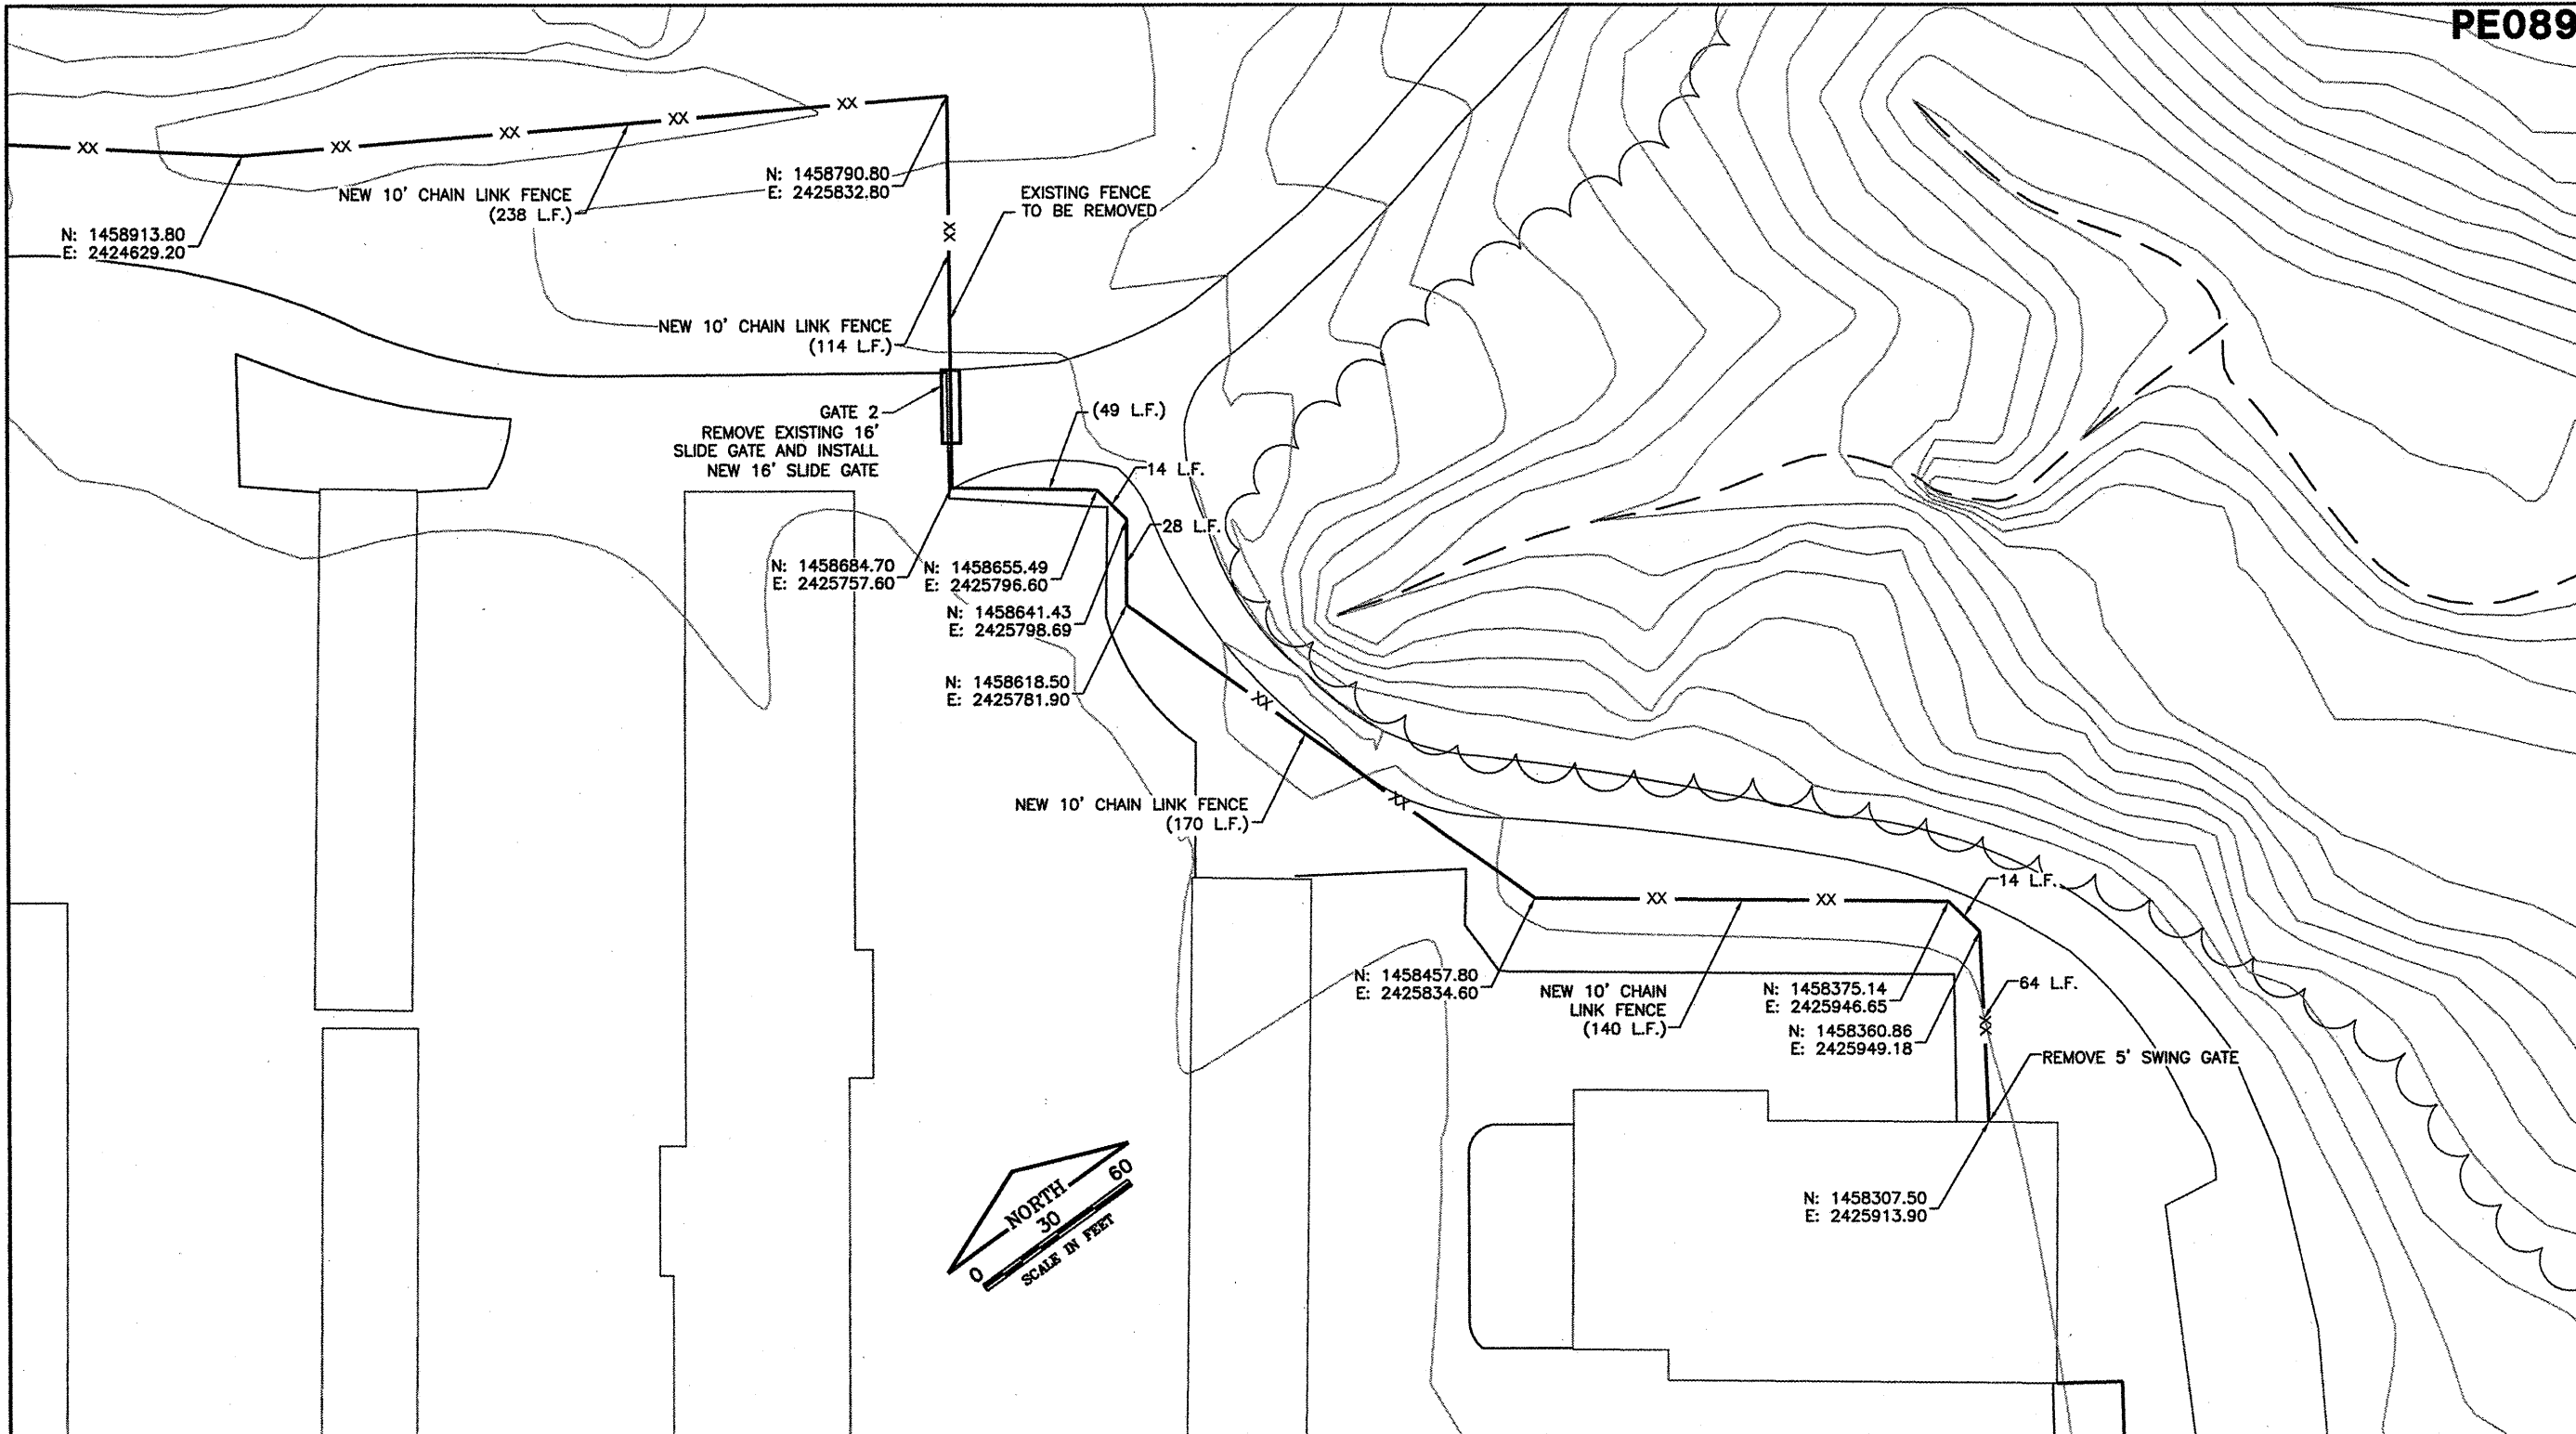 PE089
XX
XX
XX
XX
XX
N: 1458790.80
E: 2425832.80
NEW 10' CHAIN LINK FENCE
(238 L.F.)
EXISTING FENCE
TO BE REMOVED
XX
N: 1458913.80
E: 2424629.20
NEW 10' CHAIN LINK FENCE
(114 L.F.)
GATE 2
REMOVE EXISTING 16'
SLIDE GATE AND INSTALL
NEW 16' SLIDE GATE
(49 L.F.)
14 L.F.
28 L.F.
N: 1458684.70
E: 2425757.60
N: 1458655.49
E: 2425796.60
N: 1458641.43
E: 2425798.69
N: 1458618.50
E: 2425781.90
XX
NEW 10' CHAIN LINK FENCE
(170 L.F.)
XX
XX
XX
14 L.F.
N: 1458457.80
E: 2425834.60
NEW 10' CHAIN
LINK FENCE
(140 L.F.)
N: 1458375.14
E: 2425946.65
N: 1458360.86
E: 2425949.18
64 L.F.
XX
REMOVE 5' SWING GATE
N: 1458307.50
E: 2425913.90
NORTH
0 30 60
SCALE IN FEET